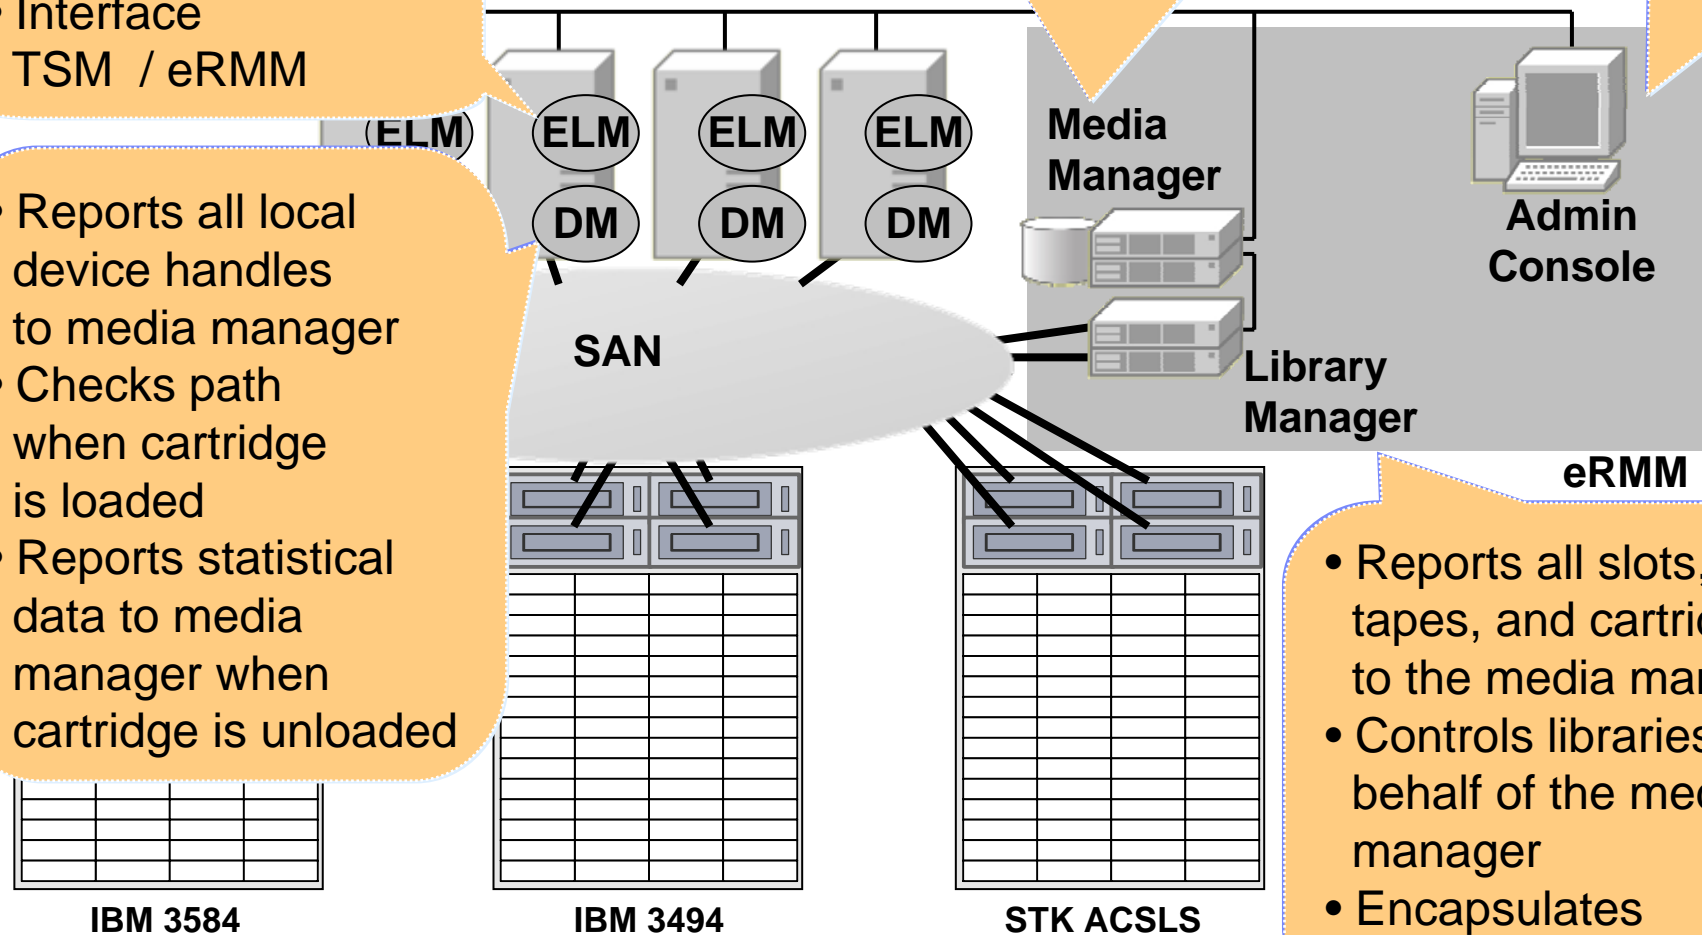 • Interface
TSM / eRMM
ELM
ELM
ELM
ELM
DM
DM
DM
Media
Manager
Admin
Console
• Reports all local
device handles
to media manager
• Checks path
when cartridge
is loaded
• Reports statistical
data to media
manager when
cartridge is unloaded
SAN
Library
Manager
eRMM
• Reports all slots,
tapes, and
to the media
• Controls libraries
behalf of the
manager
• Encapsulates
IBM 3584
IBM 3494
STK ACSLS